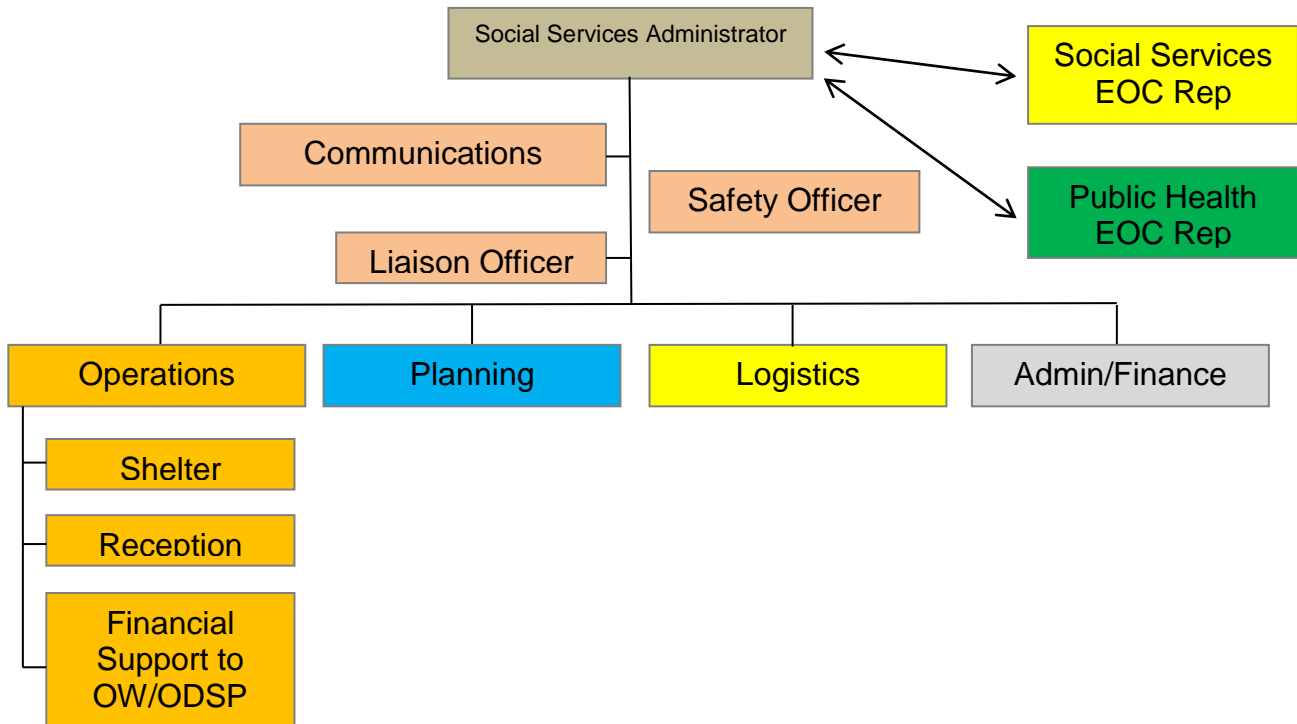 Social Services Administrator
Social Services
EOC Rep
Communications
Safety Officer
Public Health
EOC Rep
Liaison Officer
Operations
Planning
Logistics
Admin/Finance
Shelter
Reception
Financial
Support to
OW/ODSP